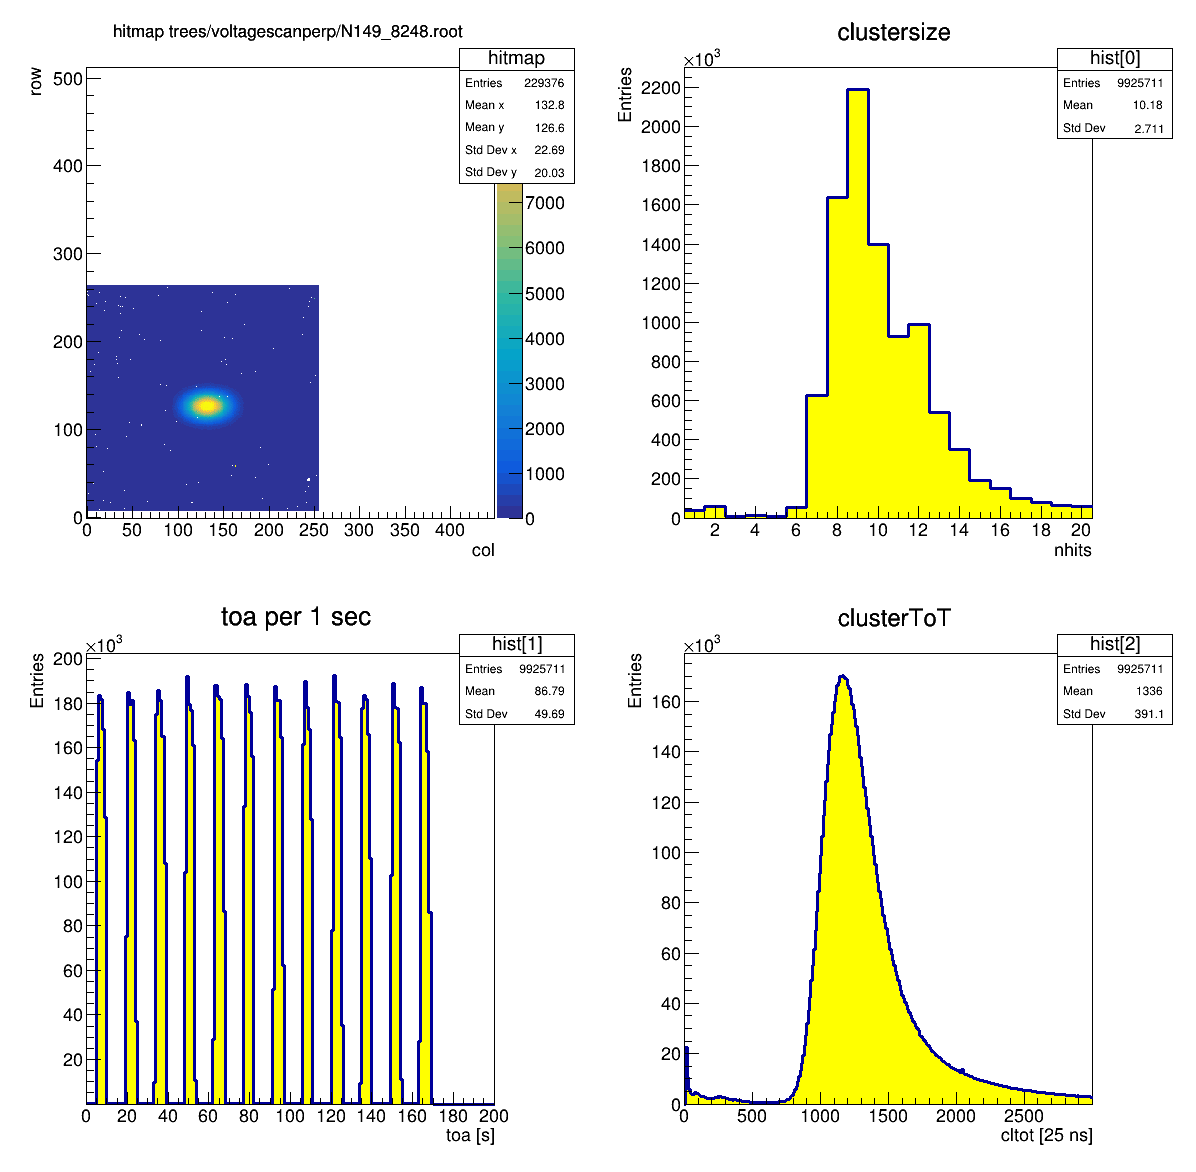 hitmap trees/voltagescanperp/N149_8248.root
row
500
400
300
200
100
0
0 50 100 150 200 250 300 350 400
col
hitmap
Entries 229376
Mean x 132.8
Mean y 126.6
Std Dev x 22.69
Std Dev y 20.03
7000
6000
5000
4000
3000
2000
1000
0
clustersize
×10³
Entries
2200
2000
1800
1600
1400
1200
1000
800
600
400
200
0
2 4 6 8 10 12 14 16 18 20
nhits
hist[0]
Entries 9925711
Mean 10.18
Std Dev 2.711
toa per 1 sec
×10³
Entries
200
180
160
140
120
100
80
60
40
20
0 20 40 60 80 100 120 140 160 180 200
toa [s]
hist[1]
Entries 9925711
Mean 86.79
Std Dev 49.69
clusterToT
×10³
Entries
160
140
120
100
80
60
40
20
0
0 500 1000 1500 2000 2500
cltot [25 ns]
hist[2]
Entries 9925711
Mean 1336
Std Dev 391.1